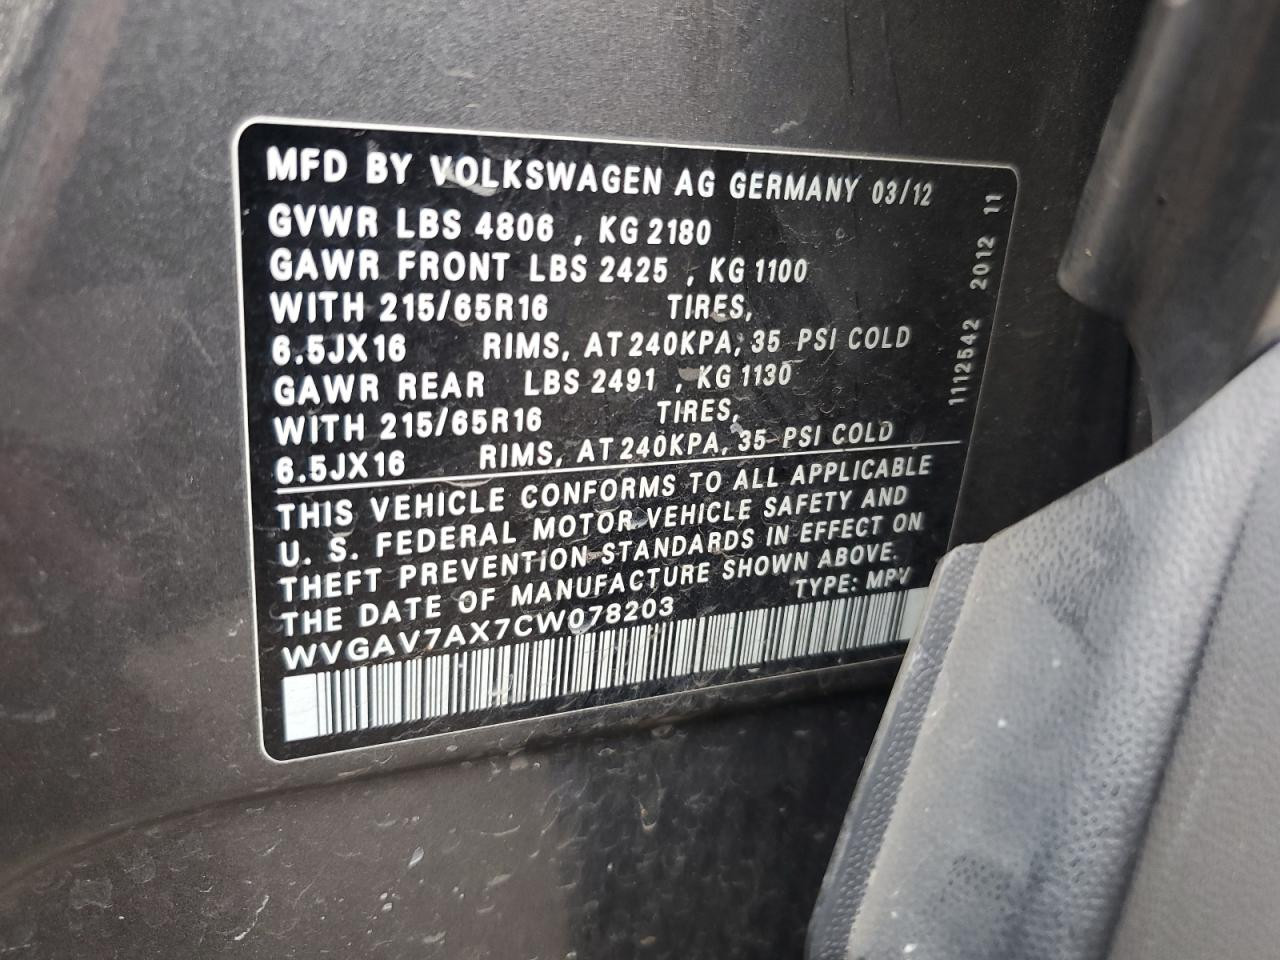 MFD BY VOLKSWAGEN AG GERMANY 03/12
GVWR LBS 4806 , KG 2180
GAWR FRONT LBS 2425 , KG 1100
WITH 215/65R16 TIRES,
6.5JX16 RIMS, AT 240KPA, 35 PSI COLD
GAWR REAR LBS 2491 , KG 1130
WITH 215/65R16 TIRES,
6.5JX16 RIMS, AT 240KPA, 35 PSI COLD
THIS VEHICLE CONFORMS TO ALL APPLICABLE
U. S. FEDERAL MOTOR VEHICLE SAFETY AND
THEFT PREVENTION STANDARDS IN EFFECT ON
THE DATE OF MANUFACTURE SHOWN ABOVE.
WVGAV7AX7CW078203 TYPE: MPV
1112542 2012 11